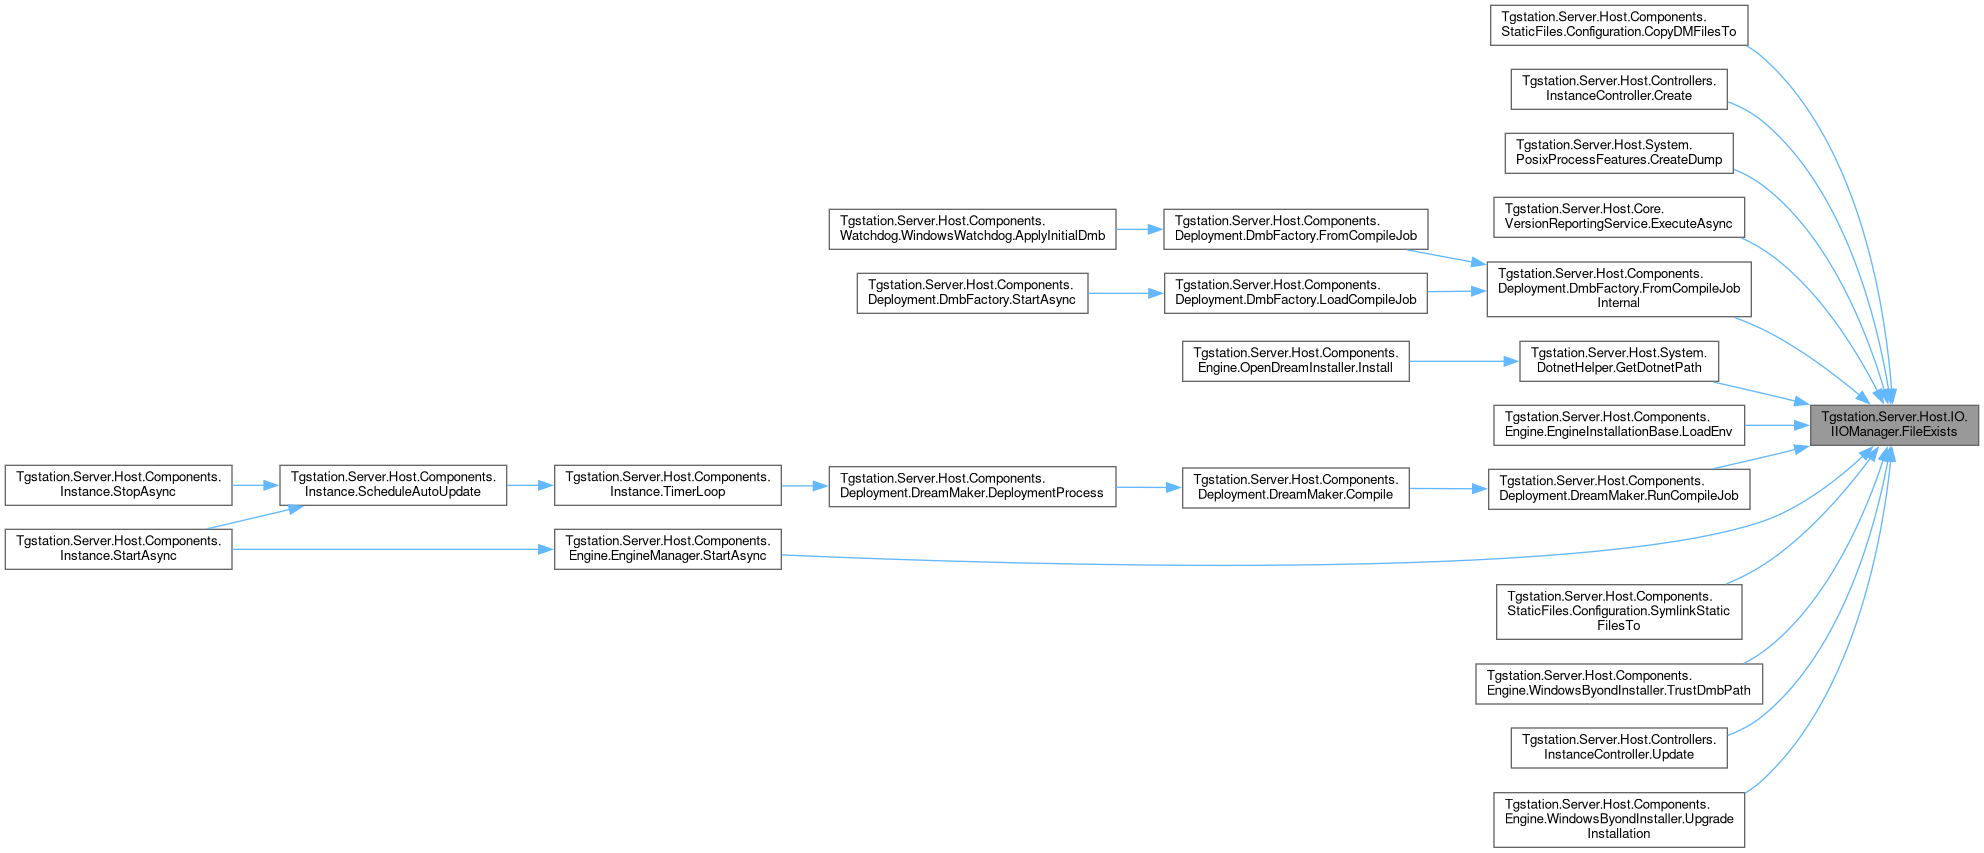 Tgstation.Server.Host.Components.
StaticFiles.Configuration.CopyDMFilesTo
Tgstation.Server.Host.Controllers.
InstanceController.Create
Tgstation.Server.Host.System.
PosixProcessFeatures.CreateDump
Tgstation.Server.Host.Core.
VersionReportingService.ExecuteAsync
Tgstation.Server.Host.Components.
Watchdog.WindowsWatchdog.ApplyInitialDmb
Tgstation.Server.Host.Components.
Deployment.DmbFactory.FromCompileJob
Tgstation.Server.Host.Components.
Deployment.DmbFactory.StartAsync
Tgstation.Server.Host.Components.
Deployment.DmbFactory.LoadCompileJob
Tgstation.Server.Host.Components.
Deployment.DmbFactory.FromCompileJob
Internal
Tgstation.Server.Host.Components.
Engine.OpenDreamInstaller.Install
Tgstation.Server.Host.System.
DotnetHelper.GetDotnetPath
Tgstation.Server.Host.Components.
Engine.EngineInstallationBase.LoadEnv
Tgstation.Server.Host.IO.
IIOManager.FileExists
Tgstation.Server.Host.Components.
Instance.StopAsync
Tgstation.Server.Host.Components.
Instance.ScheduleAutoUpdate
Tgstation.Server.Host.Components.
Instance.TimerLoop
Tgstation.Server.Host.Components.
Deployment.DreamMaker.DeploymentProcess
Tgstation.Server.Host.Components.
Deployment.DreamMaker.Compile
Tgstation.Server.Host.Components.
Deployment.DreamMaker.RunCompileJob
Tgstation.Server.Host.Components.
Instance.StartAsync
Tgstation.Server.Host.Components.
Engine.EngineManager.StartAsync
Tgstation.Server.Host.Components.
StaticFiles.Configuration.SymlinkStatic
FilesTo
Tgstation.Server.Host.Components.
Engine.WindowsByondInstaller.TrustDmbPath
Tgstation.Server.Host.Controllers.
InstanceController.Update
Tgstation.Server.Host.Components.
Engine.WindowsByondInstaller.Upgrade
Installation